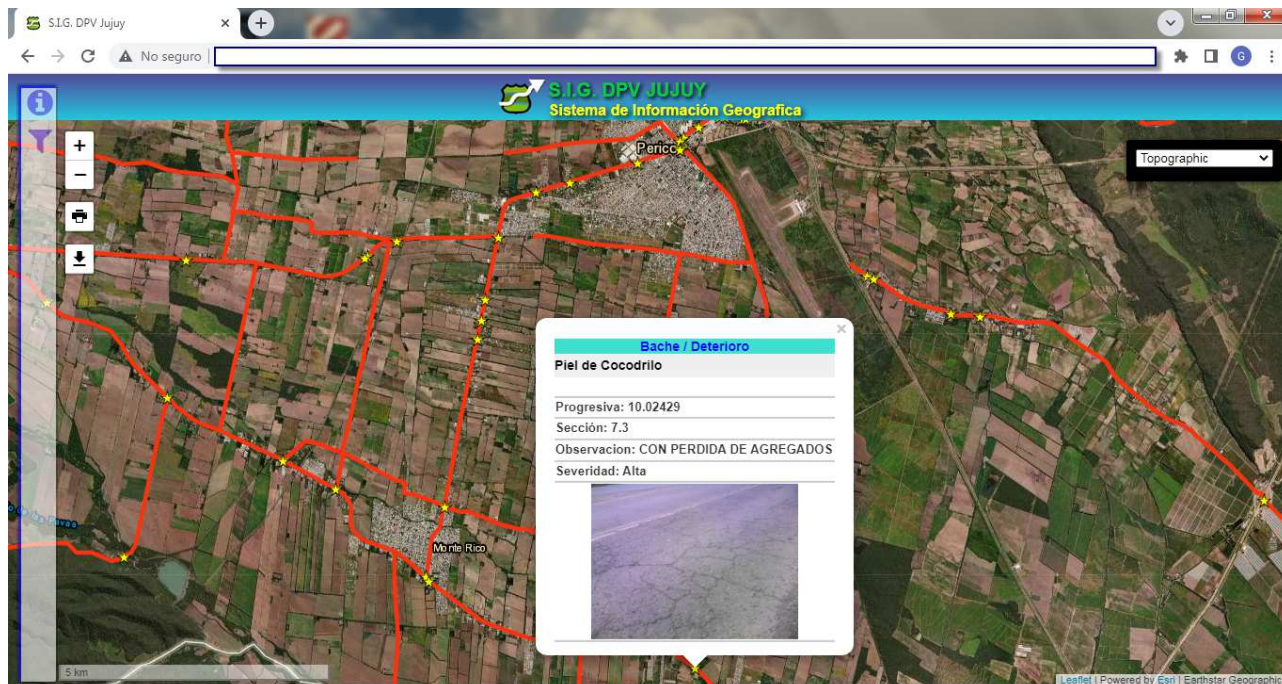 S.I.G. DPV Jujuy
No seguro
G
S.I.G. DPV JUJUY
Sistema de Información Geografica
Topographic
Perico
Bache / Deterioro
Piel de Cocodrilo
Progresiva: 10.02429
Sección: 7.3
Observacion: CON PERDIDA DE AGREGADOS
Severidad: Alta
Monte Rico
5 km
Leaflet | Powered by Esri | Earthstar Geographic